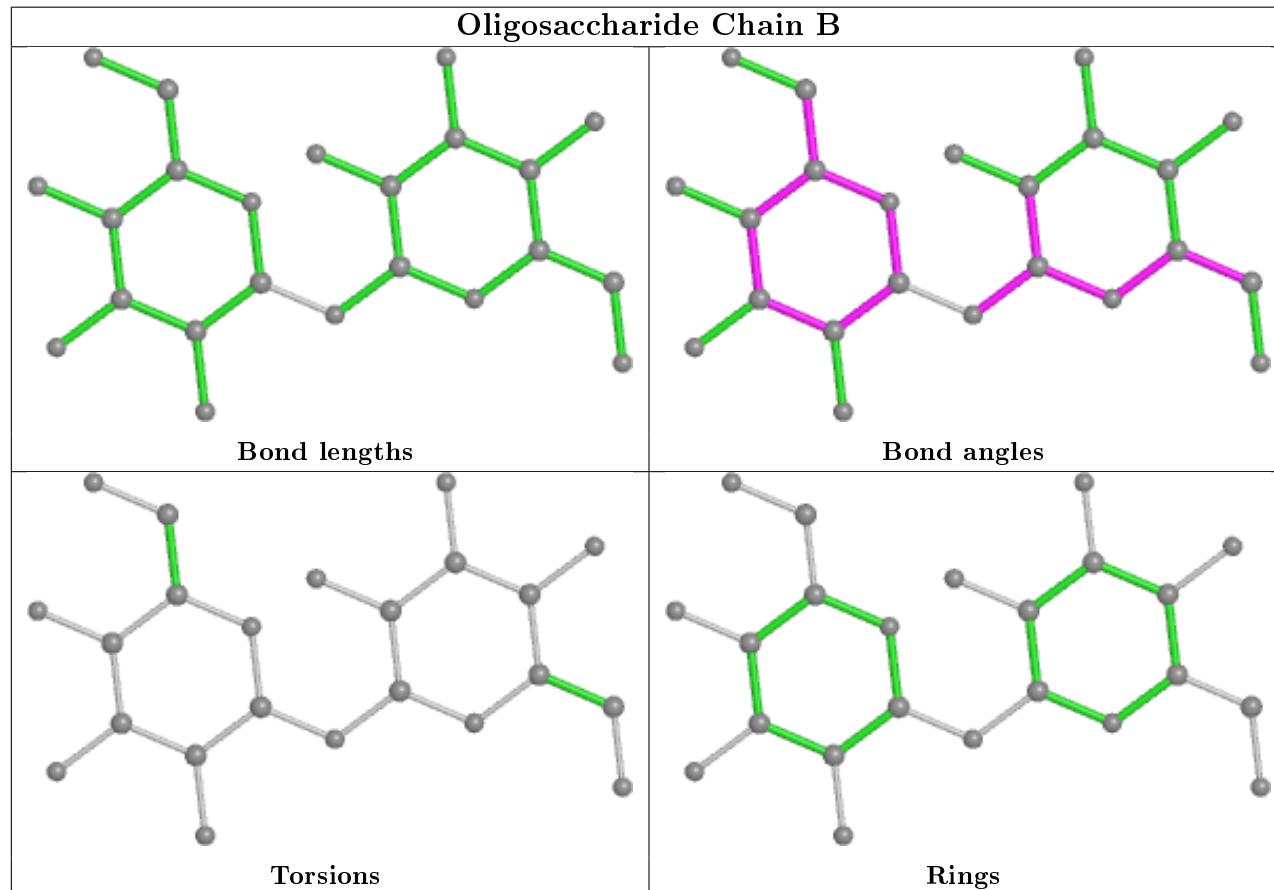 Oligosaccharide Chain B
Bond lengths
Bond angles
Torsions
Rings